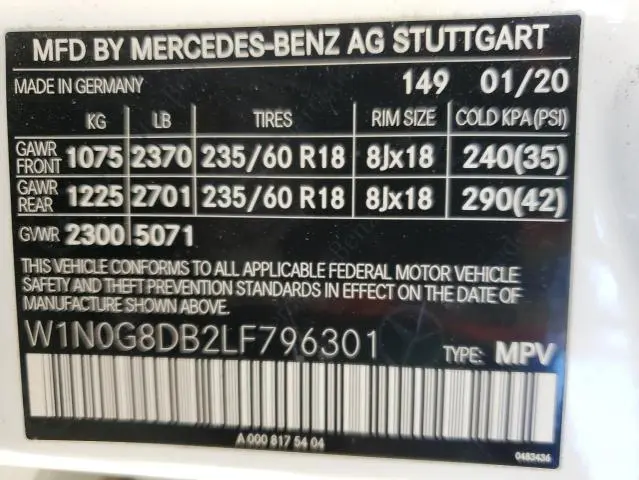 MFD BY MERCEDES-BENZ AG STUTTGART
MADE IN GERMANY 149 01/20
KG LB TIRES RIM SIZE COLD KPA(PSI)
GAWR FRONT 1075 2370 235/60 R18 8Jx18 240(35)
GAWR REAR 1225 2701 235/60 R18 8Jx18 290(42)
GVWR 2300 5071
THIS VEHICLE CONFORMS TO ALL APPLICABLE FEDERAL MOTOR VEHICLE
SAFETY AND THEFT PREVENTION STANDARDS IN EFFECT ON THE DATE
OF MANUFACTURE SHOWN ABOVE.
W1N0G8DB2LF796301 TYPE: MPV
A 000 817 54 04
0483436